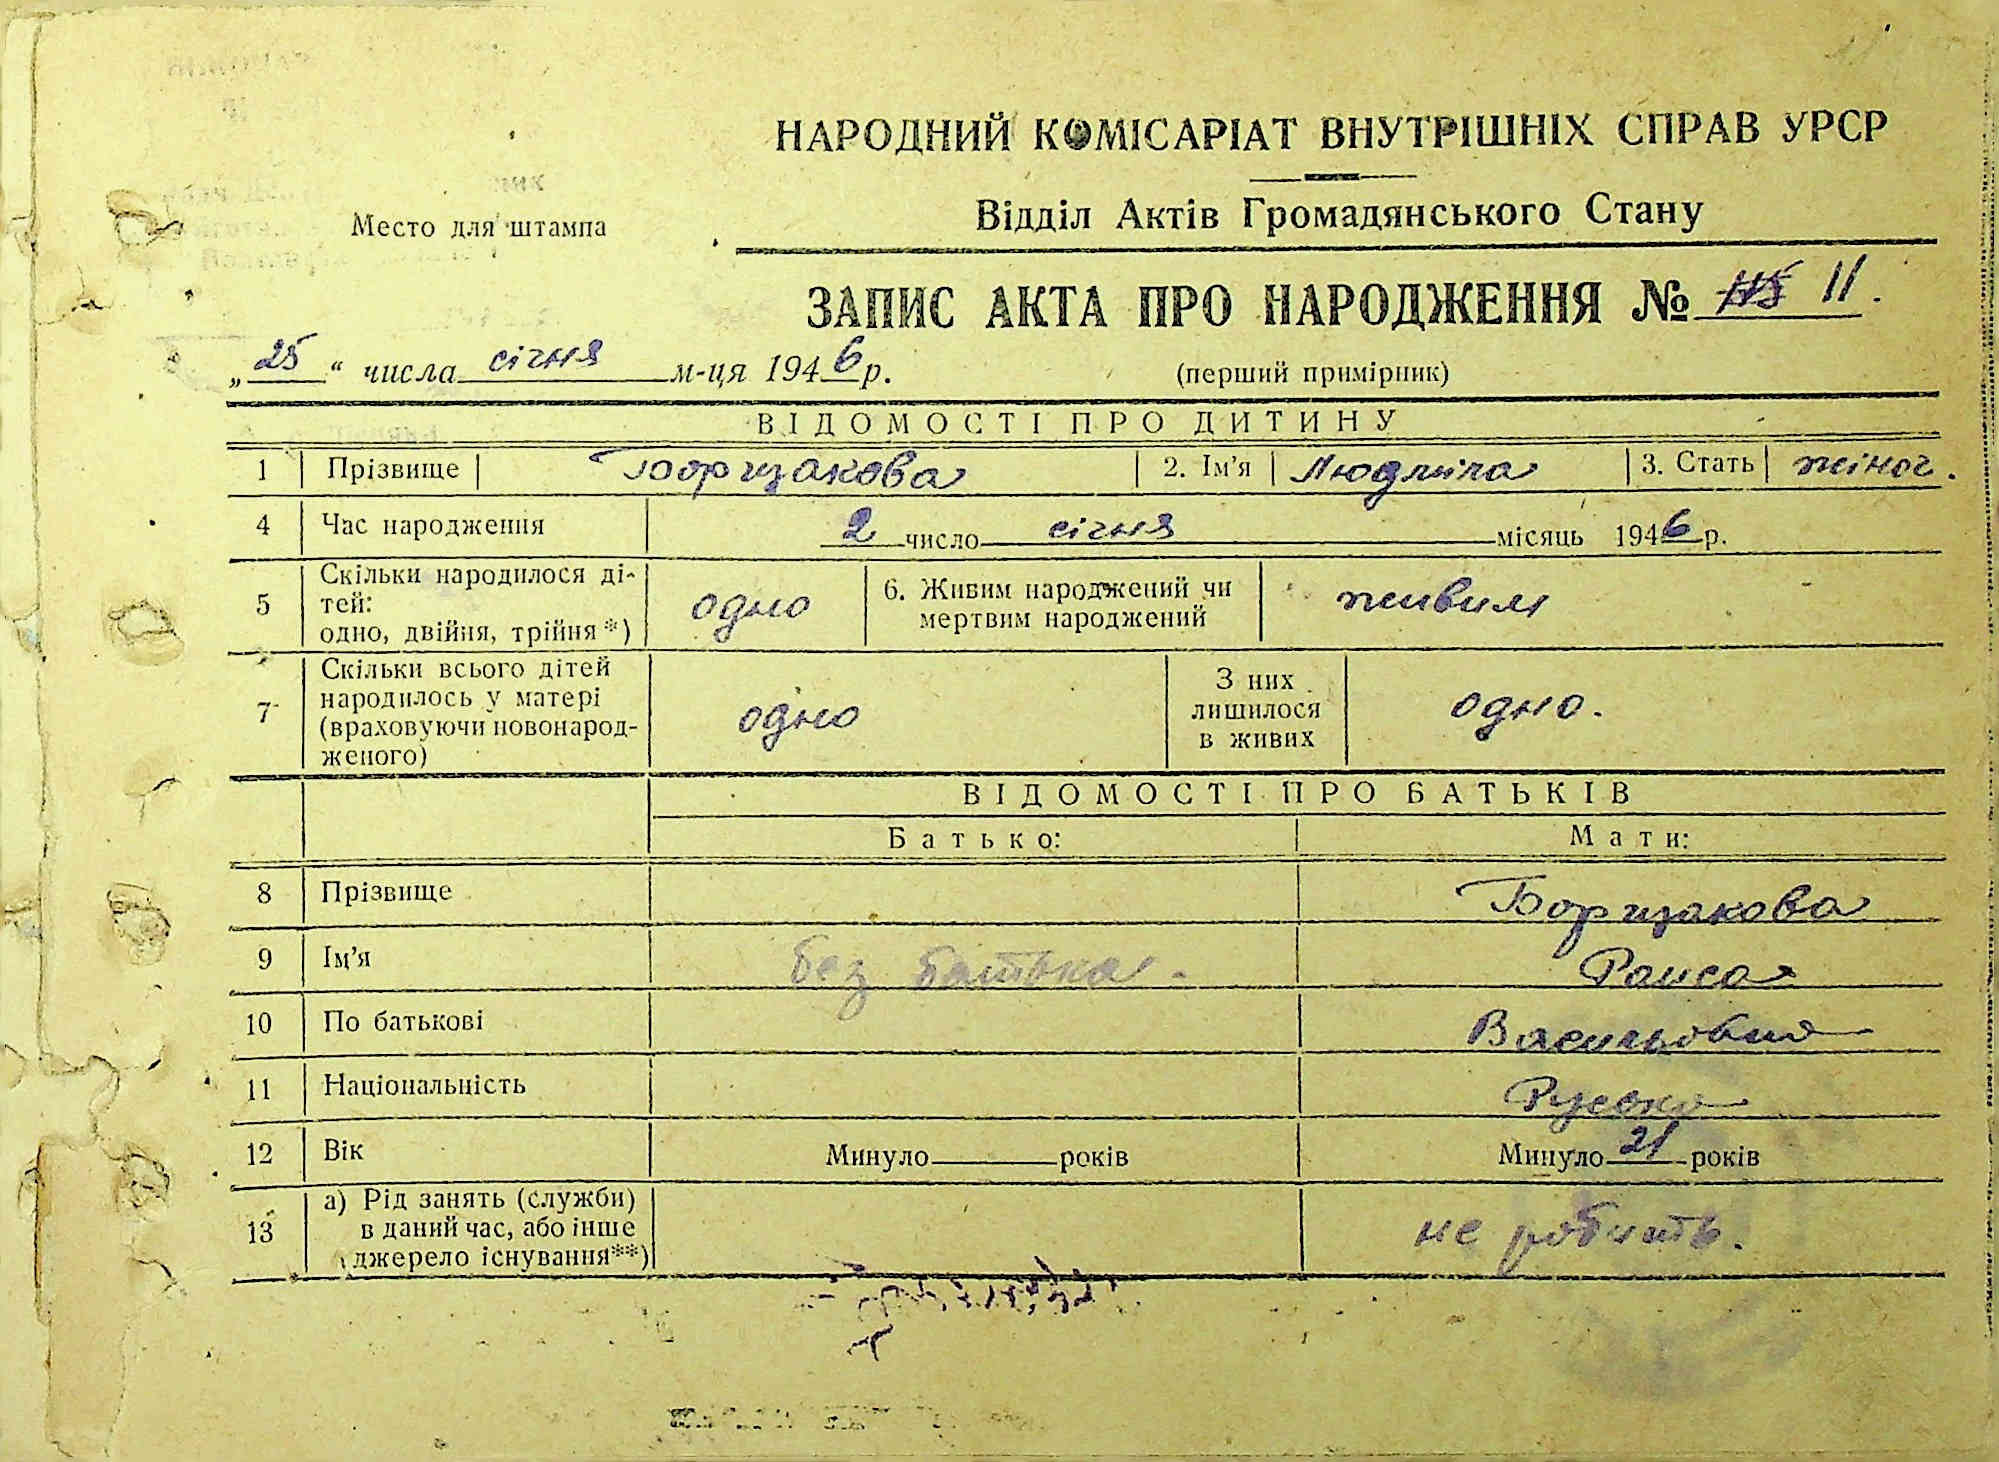 НАРОДНИЙ КОМІСАРІАТ ВНУТРІШНІХ СПРАВ УРСР
Место для штампа
Відділ Актів Громадянського Стану
ЗАПИС АКТА ПРО НАРОДЖЕННЯ № 11.
„25“ числа січня м-ця 1946 р.
(перший примірник)
ВІДОМОСТІ ПРО ДИТИНУ
1 Прізвище Борщакова 2. Ім'я Людмила 3. Стать жіноч.
4 Час народження 2 число січня місяць 1946 р.
5 Скільки народилося ді-
тей:
одно, двійня, трійня*) одно 6. Живим народжений чи
мертвим народжений живим
7 Скільки всього дітей
народилось у матері
(враховуючи новонарод-
женого) одно З них
лишилося
в живих одно.
ВІДОМОСТІ ПРО БАТЬКІВ
Батько: Мати:
8 Прізвище Борщакова
9 Ім'я без батька. Раиса
10 По батькові Васильовна
11 Національність Руська
12 Вік Минуло років Минуло 21 років
13 а) Рід занять (служби)
в даний час, або інше
джерело існування**) не робить.